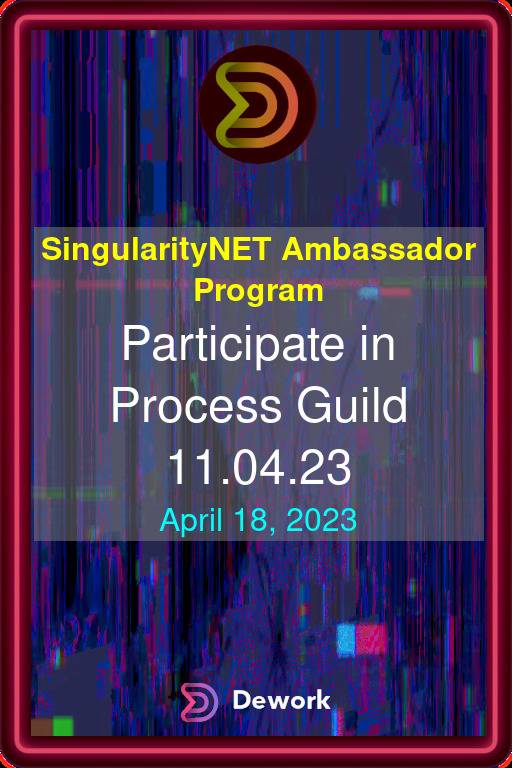 SingularityNET Ambassador
Program
Participate in
Process Guild
11.04.23
April 18, 2023
Dework